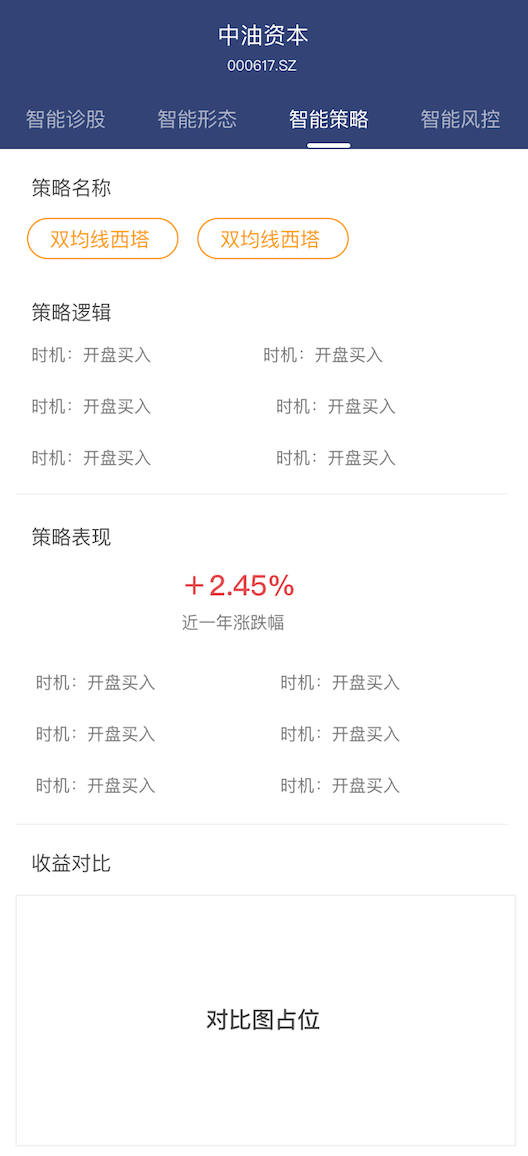 中油资本
000617.SZ
智能诊股 智能形态 智能策略 智能风控
策略名称
双均线西塔 双均线西塔
策略逻辑
时机：开盘买入 时机：开盘买入
时机：开盘买入 时机：开盘买入
时机：开盘买入 时机：开盘买入
策略表现
＋2.45%
近一年涨跌幅
时机：开盘买入 时机：开盘买入
时机：开盘买入 时机：开盘买入
时机：开盘买入 时机：开盘买入
收益对比
对比图占位